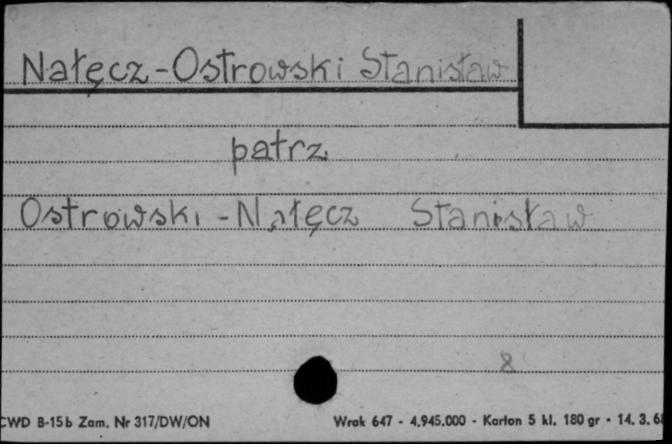 Nałęcz-Ostrowski Stanisław
patrz
Ostrowski-Nałęcz Stanisław
8
CWD B-15b Zam. Nr 317/DW/ON Wrak 647 - 4.945.000 - Karton 5 kl. 180 gr - 14. 3. 6